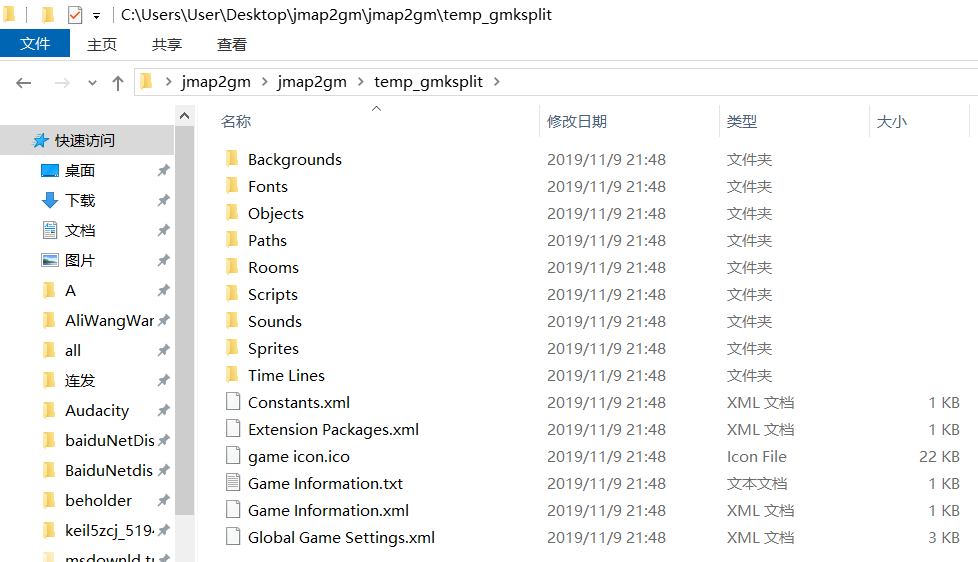 C:\Users\User\Desktop\jmap2gm\jmap2gm\temp_gmksplit
文件 主页 共享 查看
jmap2gm jmap2gm temp_gmksplit
快速访问
桌面
下载
文档
图片
A
AliWangWar
all
连发
Audacity
baiduNetDis
BaiduNetdis
beholder
keil5zcj_5194
msdownld.tı
名称 修改日期 类型 大小
Backgrounds 2019/11/9 21:48 文件夹
Fonts 2019/11/9 21:48 文件夹
Objects 2019/11/9 21:48 文件夹
Paths 2019/11/9 21:48 文件夹
Rooms 2019/11/9 21:48 文件夹
Scripts 2019/11/9 21:48 文件夹
Sounds 2019/11/9 21:48 文件夹
Sprites 2019/11/9 21:48 文件夹
Time Lines 2019/11/9 21:48 文件夹
Constants.xml 2019/11/9 21:48 XML 文档 1 KB
Extension Packages.xml 2019/11/9 21:48 XML 文档 1 KB
game icon.ico 2019/11/9 21:48 Icon File 22 KB
Game Information.txt 2019/11/9 21:48 文本文档 1 KB
Game Information.xml 2019/11/9 21:48 XML 文档 1 KB
Global Game Settings.xml 2019/11/9 21:48 XML 文档 3 KB